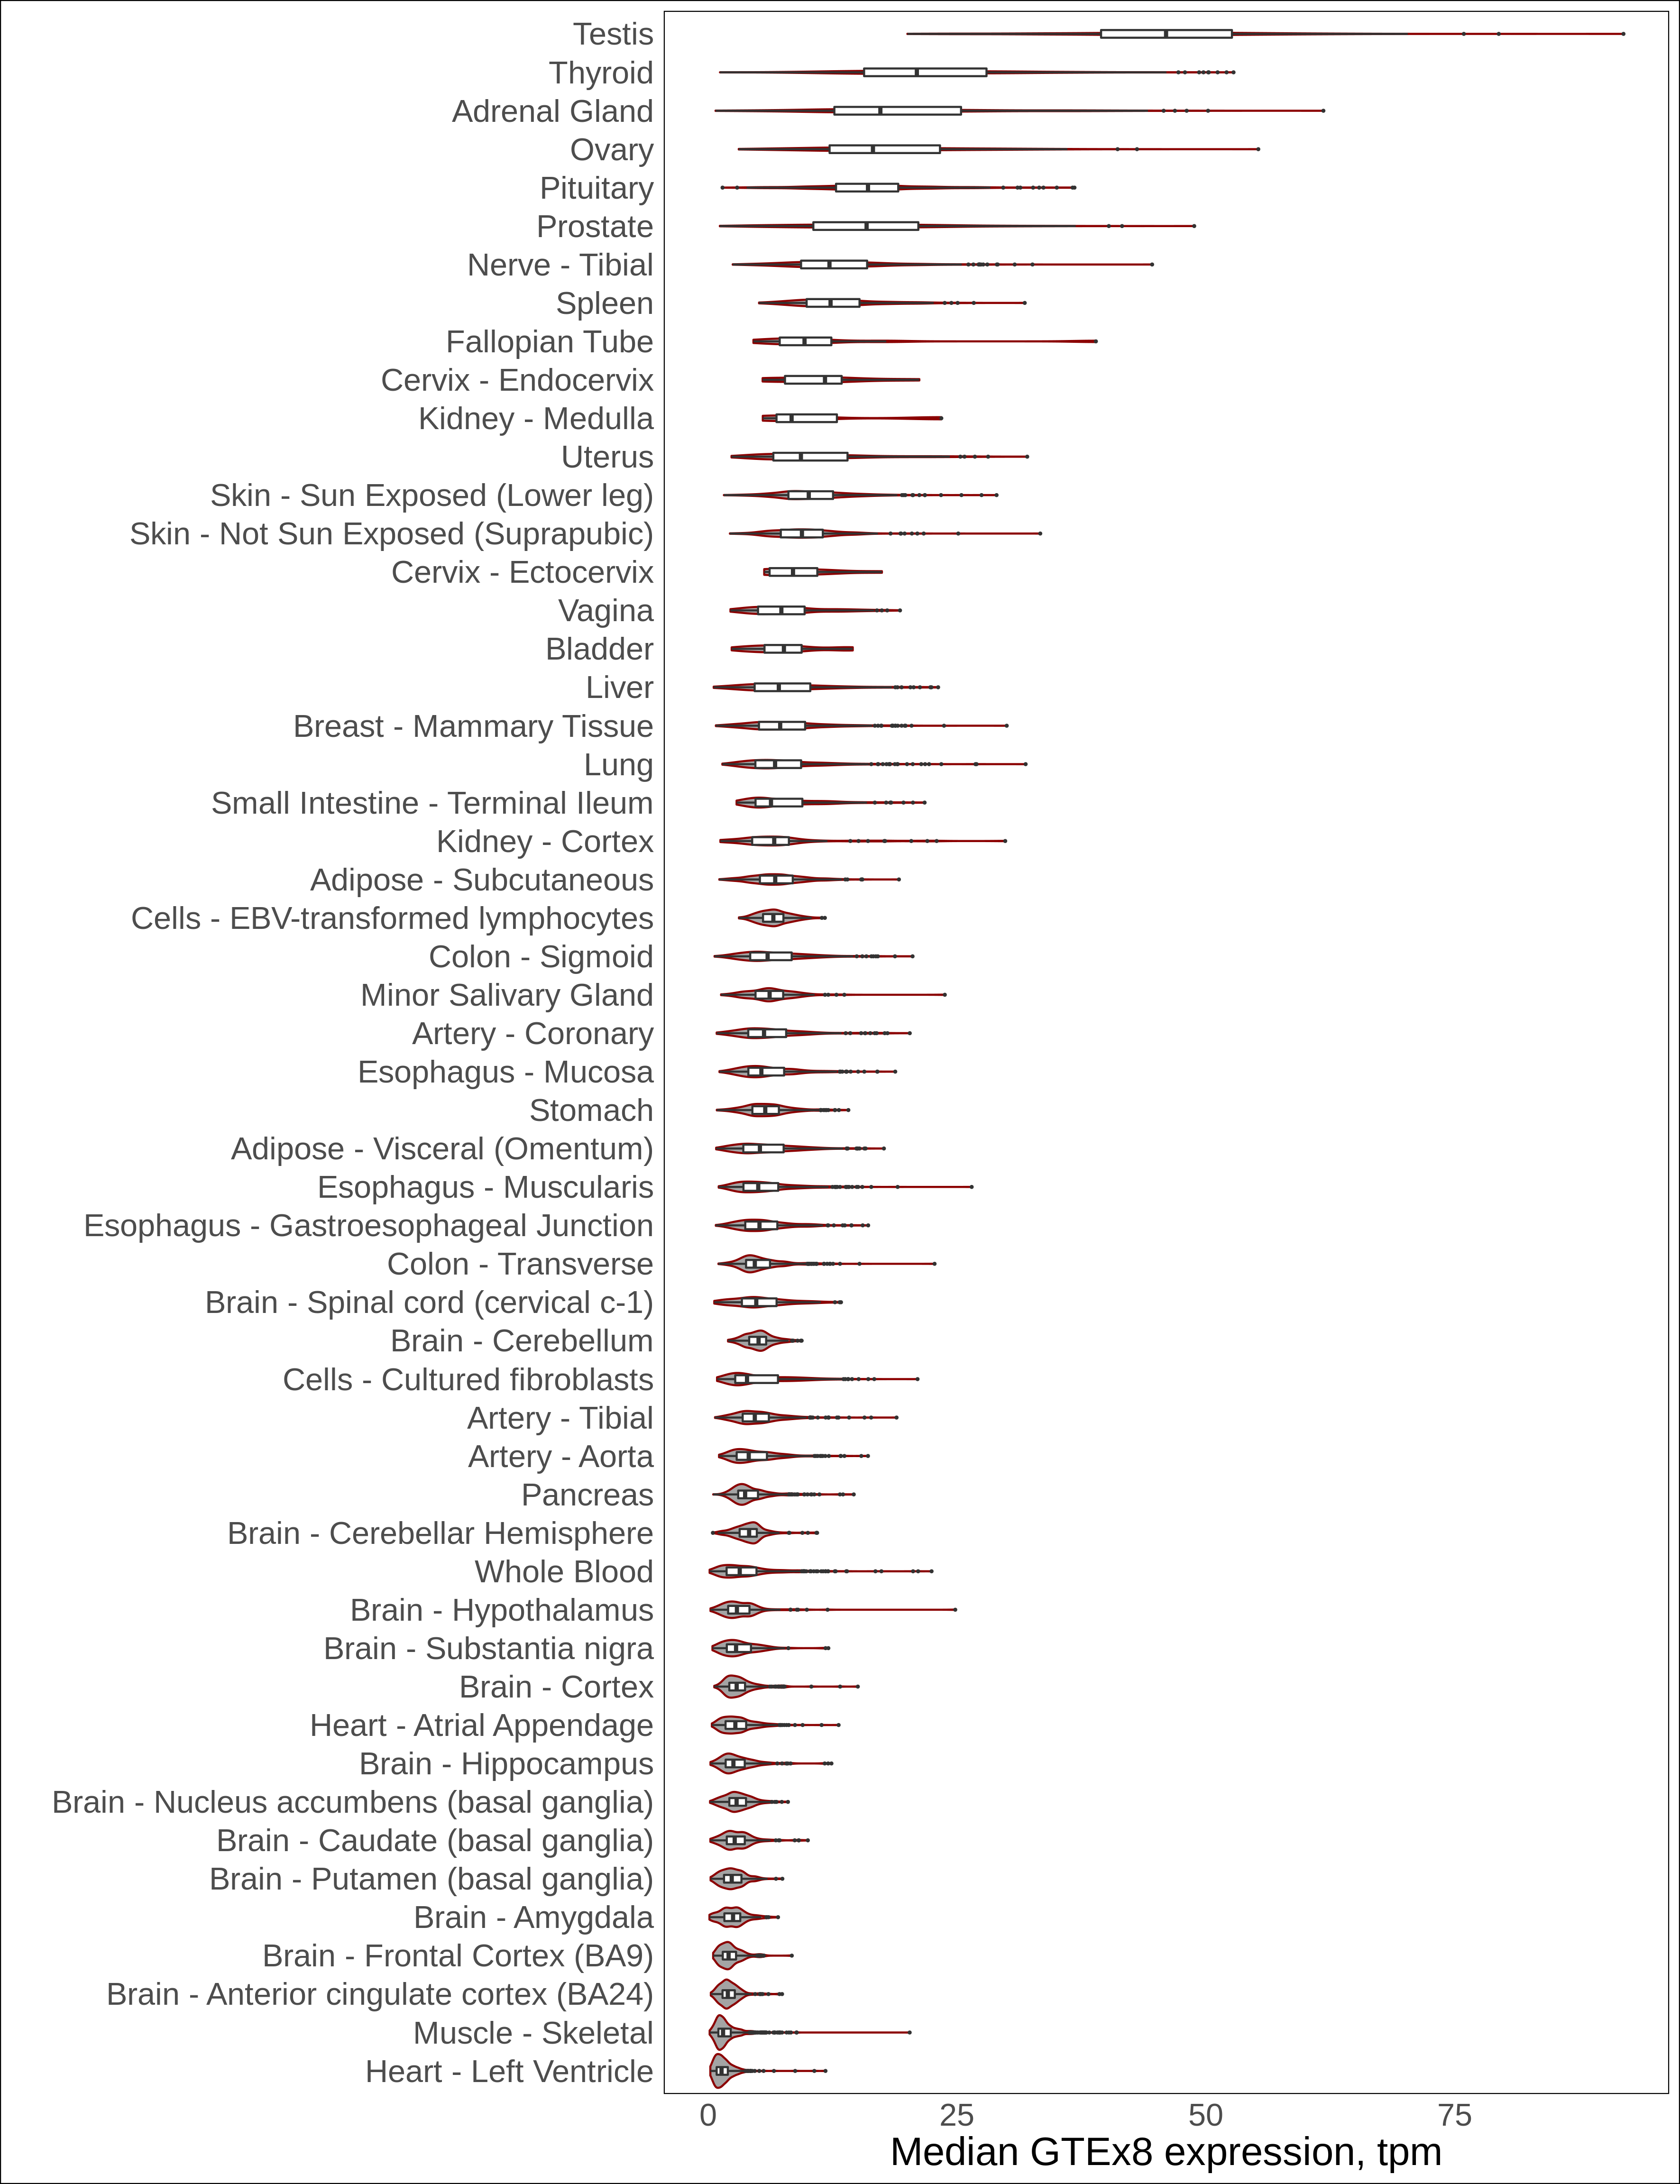 Testis
Thyroid
Adrenal Gland
Ovary
Pituitary
Prostate
Nerve - Tibial
Spleen
Fallopian Tube
Cervix - Endocervix
Kidney - Medulla
Uterus
Skin - Sun Exposed (Lower leg)
Skin - Not Sun Exposed (Suprapubic)
Cervix - Ectocervix
Vagina
Bladder
Liver
Breast - Mammary Tissue
Lung
Small Intestine - Terminal Ileum
Kidney - Cortex
Adipose - Subcutaneous
Cells - EBV-transformed lymphocytes
Colon - Sigmoid
Minor Salivary Gland
Artery - Coronary
Esophagus - Mucosa
Stomach
Adipose - Visceral (Omentum)
Esophagus - Muscularis
Esophagus - Gastroesophageal Junction
Colon - Transverse
Brain - Spinal cord (cervical c-1)
Brain - Cerebellum
Cells - Cultured fibroblasts
Artery - Tibial
Artery - Aorta
Pancreas
Brain - Cerebellar Hemisphere
Whole Blood
Brain - Hypothalamus
Brain - Substantia nigra
Brain - Cortex
Heart - Atrial Appendage
Brain - Hippocampus
Brain - Nucleus accumbens (basal ganglia)
Brain - Caudate (basal ganglia)
Brain - Putamen (basal ganglia)
Brain - Amygdala
Brain - Frontal Cortex (BA9)
Brain - Anterior cingulate cortex (BA24)
Muscle - Skeletal
Heart - Left Ventricle
0 25 50 75
Median GTEx8 expression, tpm